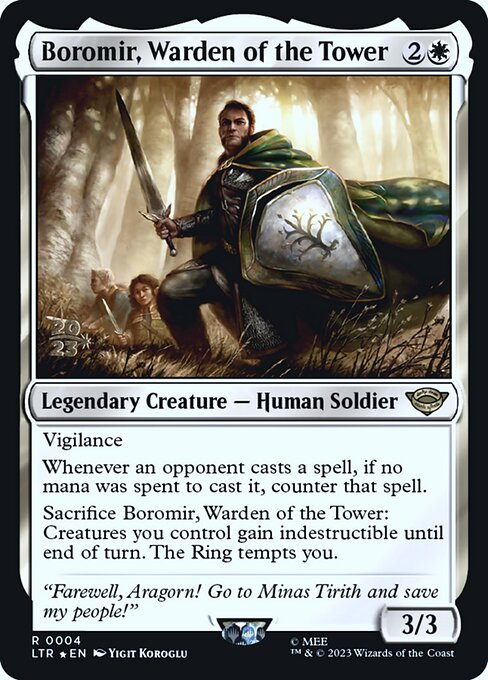 Boromir, Warden of the Tower 2
20
23
Legendary Creature — Human Soldier
Vigilance
Whenever an opponent casts a spell, if no
mana was spent to cast it, counter that spell.
Sacrifice Boromir, Warden of the Tower:
Creatures you control gain indestructible until
end of turn. The Ring tempts you.
“Farewell, Aragorn! Go to Minas Tirith and save
my people!”
3/3
R 0004
LTR ★ EN Yigit Koroglu
© MEE
™ & © 2023 Wizards of the Coast